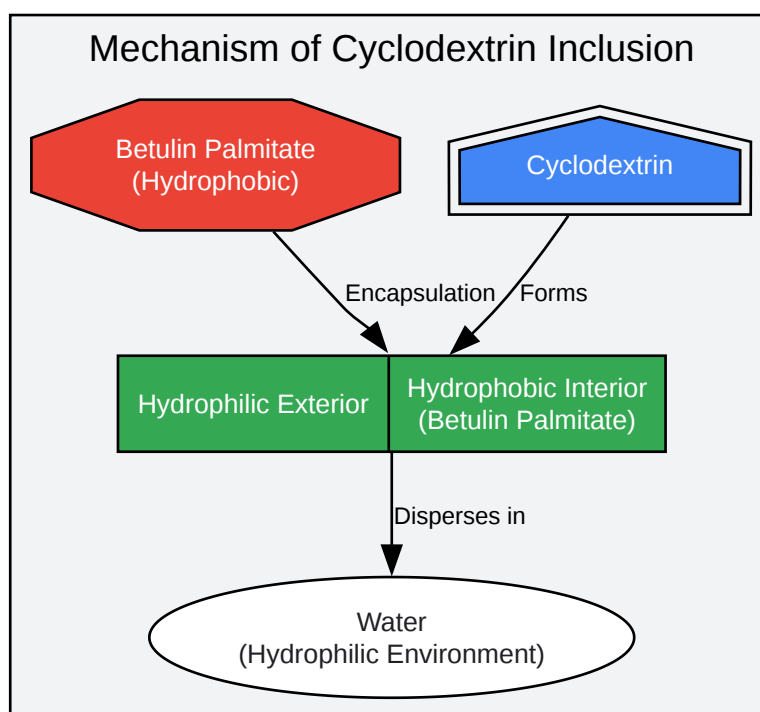 Mechanism of Cyclodextrin Inclusion
Betulin Palmitate
(Hydrophobic)
Cyclodextrin
Encapsulation
Forms
Hydrophilic Exterior
Hydrophobic Interior
(Betulin Palmitate)
Disperses in
Water
(Hydrophilic Environment)